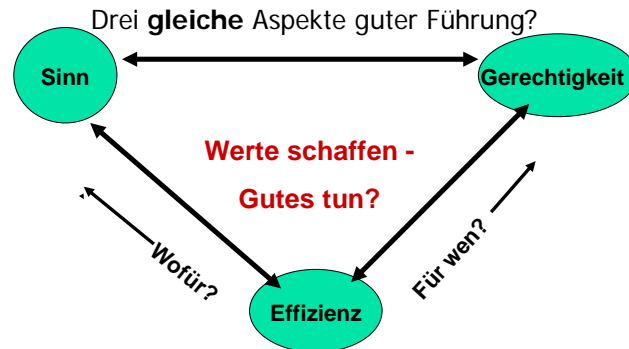 Drei gleiche Aspekte guter Führung?
Sinn
Gerechtigkeit
Werte schaffen -
Gutes tun?
Wofür?
Für wen?
Effizienz